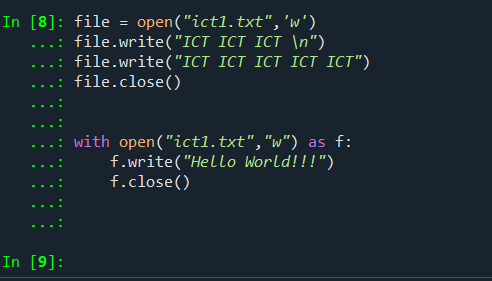 In [8]: file = open("ict1.txt",'w')
   ...: file.write("ICT ICT ICT \n")
   ...: file.write("ICT ICT ICT ICT ICT")
   ...: file.close()
   ...:
   ...:
   ...: with open("ict1.txt","w") as f:
   ...:     f.write("Hello World!!!")
   ...:     f.close()
   ...:
   ...:
In [9]: